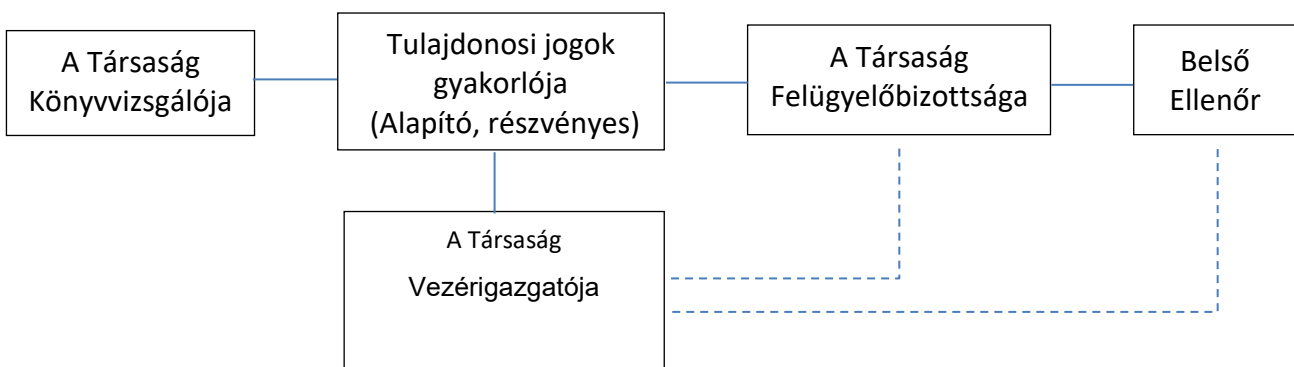 A Társaság
Könyvvizsgálója
Tulajdonosi jogok
gyakorlója
(Alapító, részvényes)
A Társaság
Felügyelőbizottsága
Belső
Ellenőr
A Társaság
Vezérigazgatója